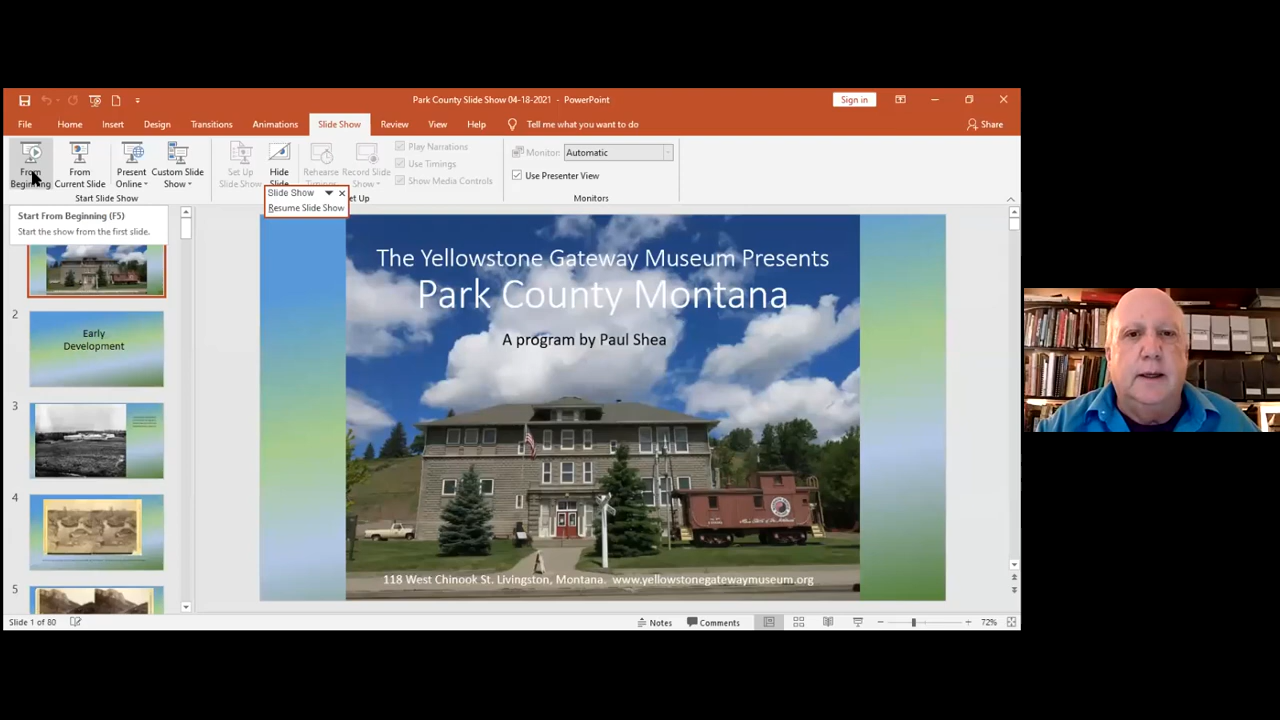 Park County Slide Show 04-18-2021 - PowerPoint
Sign in
File Home Insert Design Transitions Animations Slide Show Review View Help Tell me what you want to do Share
From Beginning
From Current Slide
Present Online
Custom Slide Show
Set Up Slide Show
Hide Slide
Rehearse
Record Slide Show
Play Narrations
Use Timings
Show Media Controls
Monitor: Automatic
Use Presenter View
Start Slide Show
Set Up
Monitors
Slide Show
Resume Slide Show
Start From Beginning (F5)
Start the show from the first slide.
2
Early
Development
3
4
5
The Yellowstone Gateway Museum Presents
Park County Montana
A program by Paul Shea
118 West Chinook St. Livingston, Montana. www.yellowstonegatewaymuseum.org
Slide 1 of 80
Notes
Comments
72%